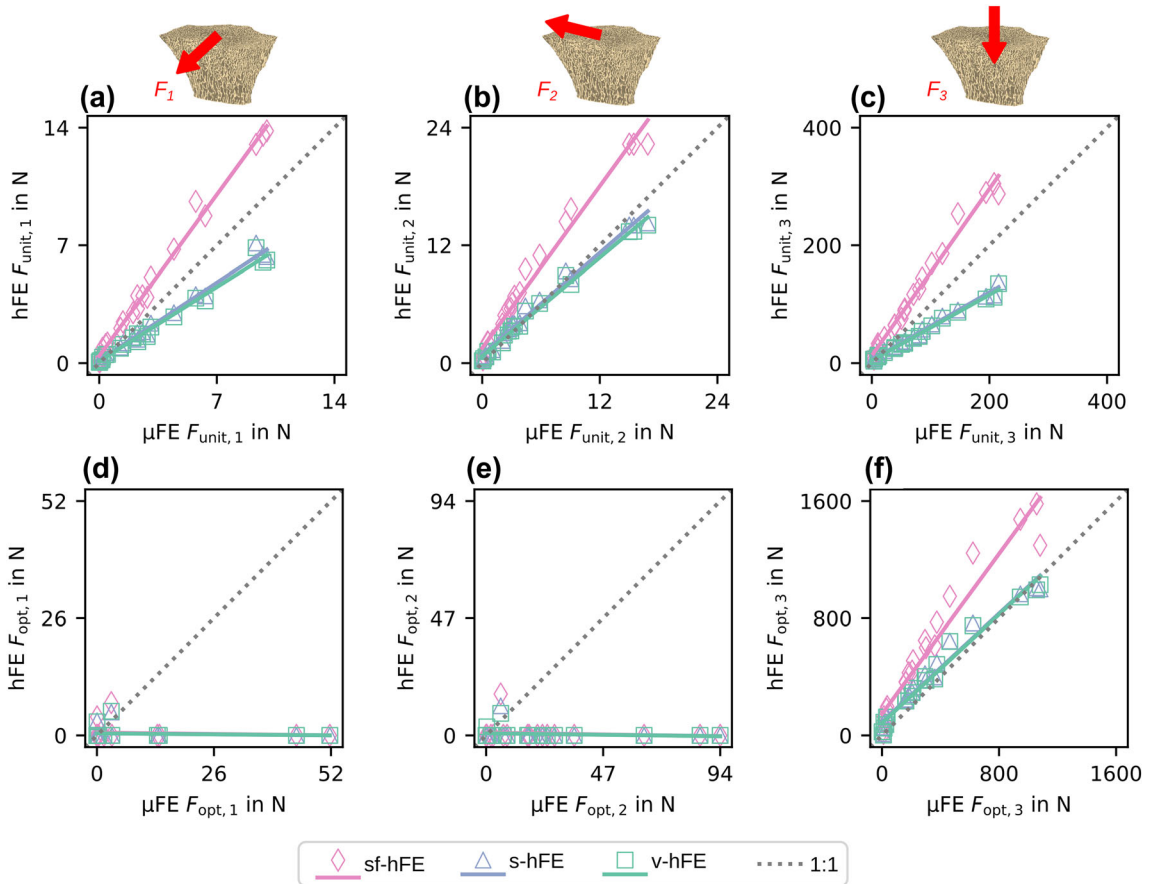 F1 F2 F3
(a) (b) (c)
14 24 400
7 12 200
0 0 0
hFE Funit, 1 in N hFE Funit, 2 in N hFE Funit, 3 in N
0 7 14 0 12 24 0 200 400
µFE Funit, 1 in N µFE Funit, 2 in N µFE Funit, 3 in N
(d) (e) (f)
52 94 1600
26 47 800
0 0 0
hFE Fopt, 1 in N hFE Fopt, 2 in N hFE Fopt, 3 in N
0 26 52 0 47 94 0 800 1600
µFE Fopt, 1 in N µFE Fopt, 2 in N µFE Fopt, 3 in N
sf-hFE s-hFE v-hFE 1:1